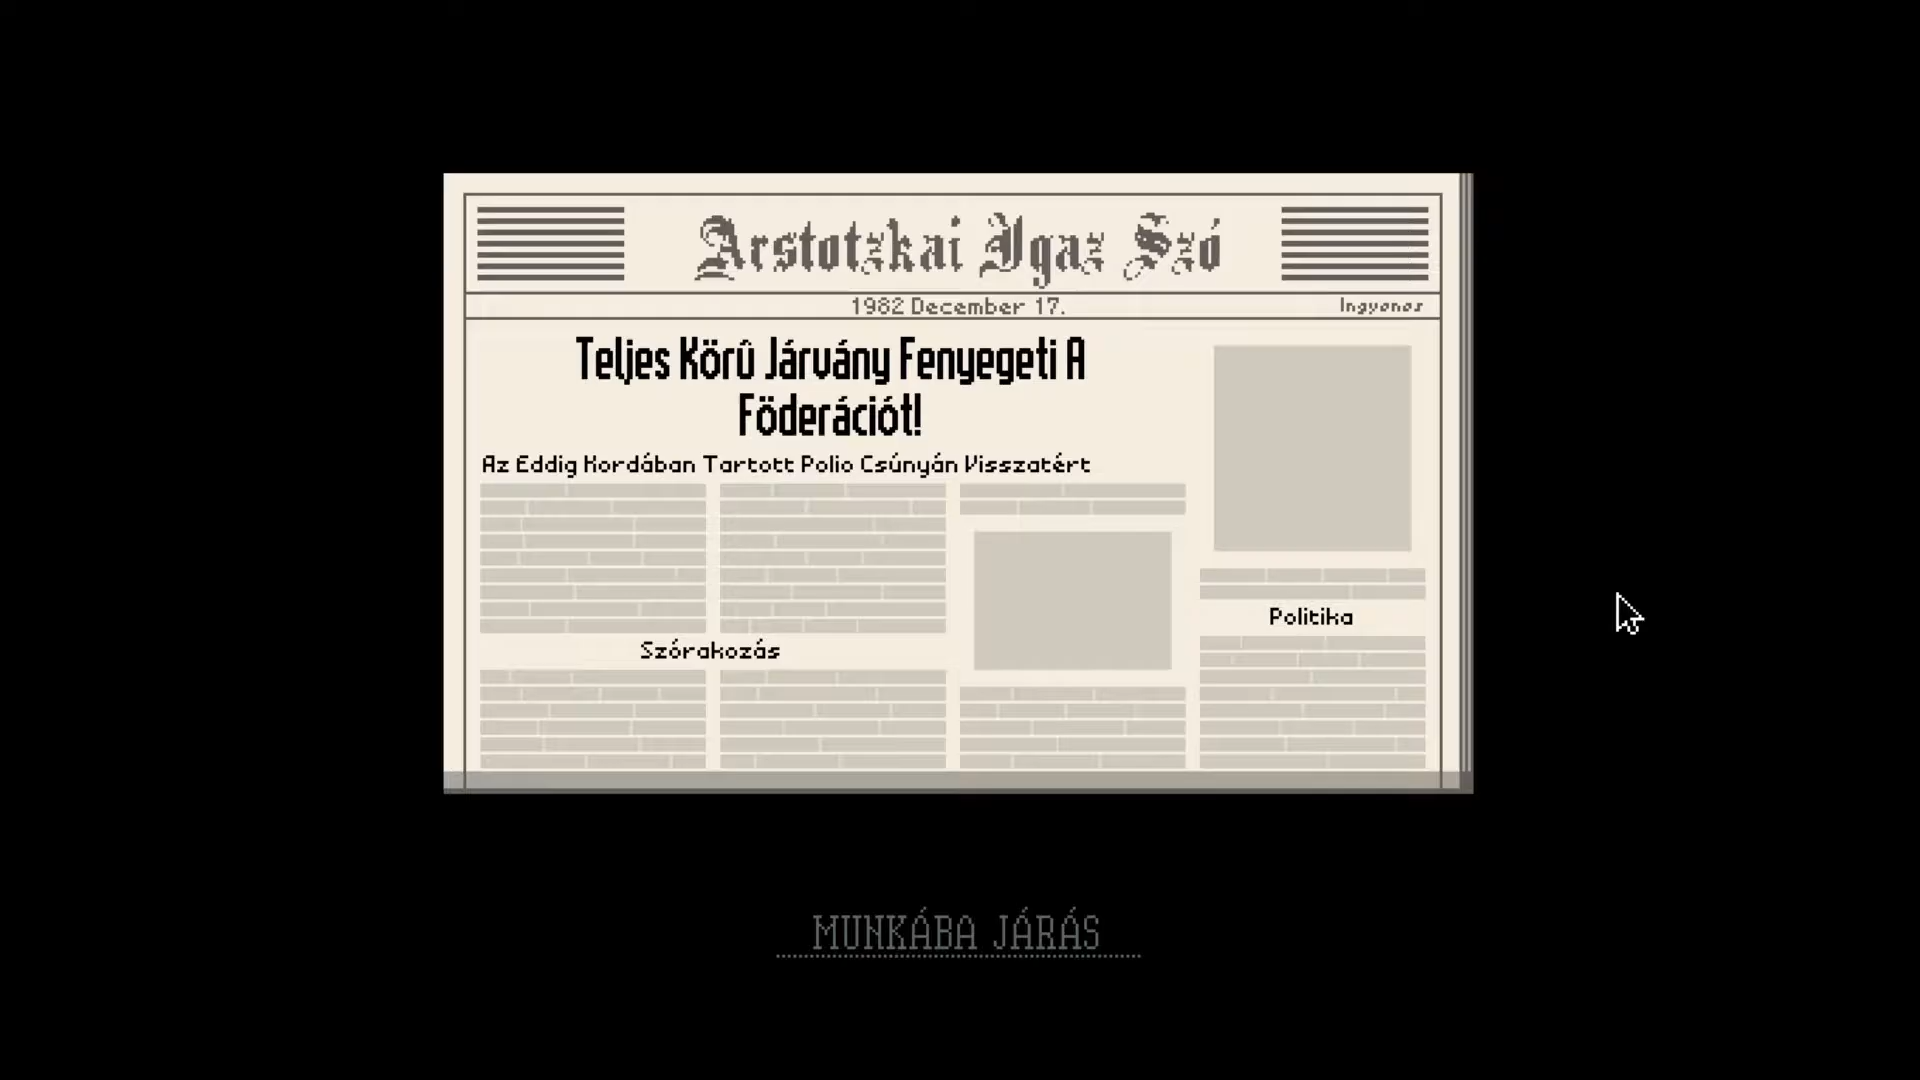 Arstotzkai Igaz Szó
1982 December 17.
Ingyenes
Teljes Körû Járvány Fenyegeti A
Föderációt!
Az Eddig Kordában Tartott Polio Csúnyán Visszatért
Politika
Szórakozás
MUNKÁBA JÁRÁS